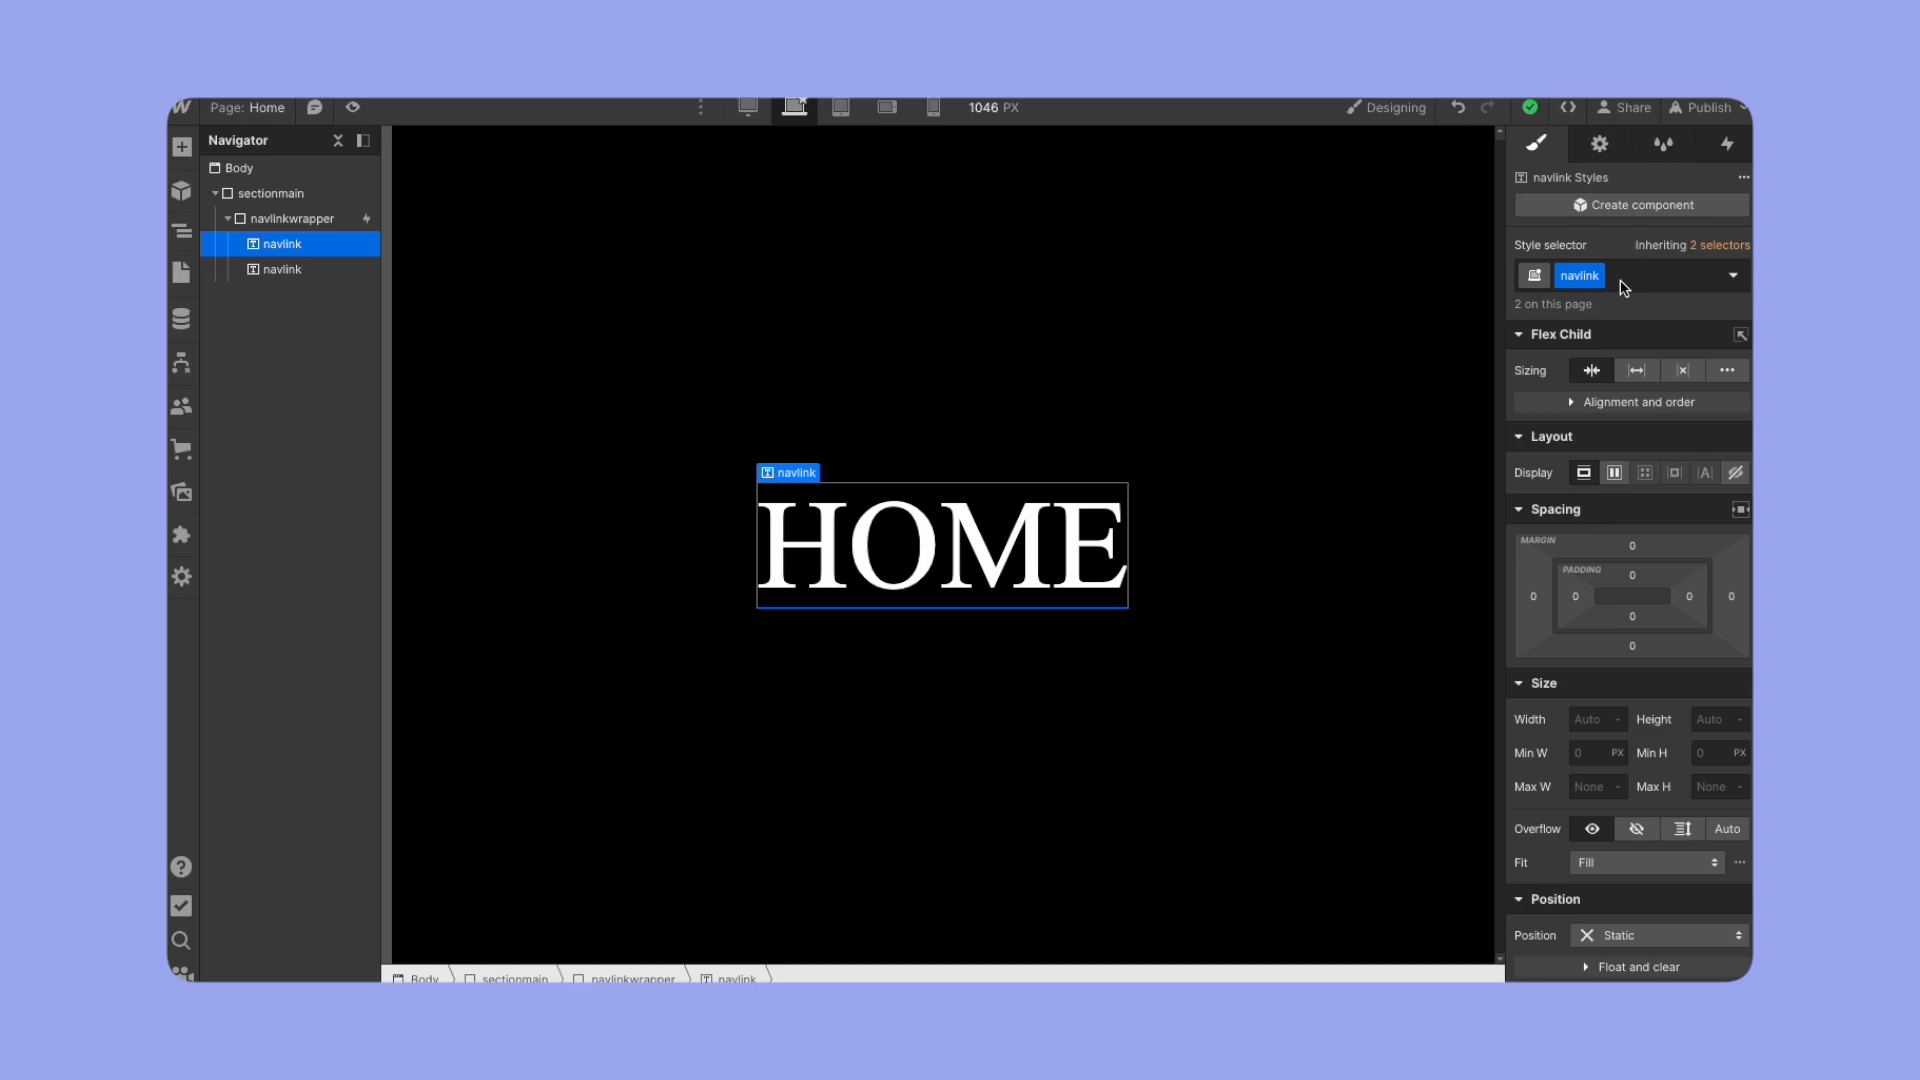 Page: Home
1046 PX
Designing
Share
Publish
Navigator
Body
sectionmain
navlinkwrapper
navlink
navlink
navlink
HOME
navlink Styles
Create component
Style selector
Inheriting 2 selectors
navlink
2 on this page
Flex Child
Sizing
Alignment and order
Layout
Display
Spacing
MARGIN
0
PADDING
0
0 0 0 0
0
0
Size
Width Auto - Height Auto -
Min W 0 PX Min H 0 PX
Max W None - Max H None -
Overflow Auto
Fit Fill
Position
Position Static
Float and clear
Body sectionmain navlinkwrapper navlink